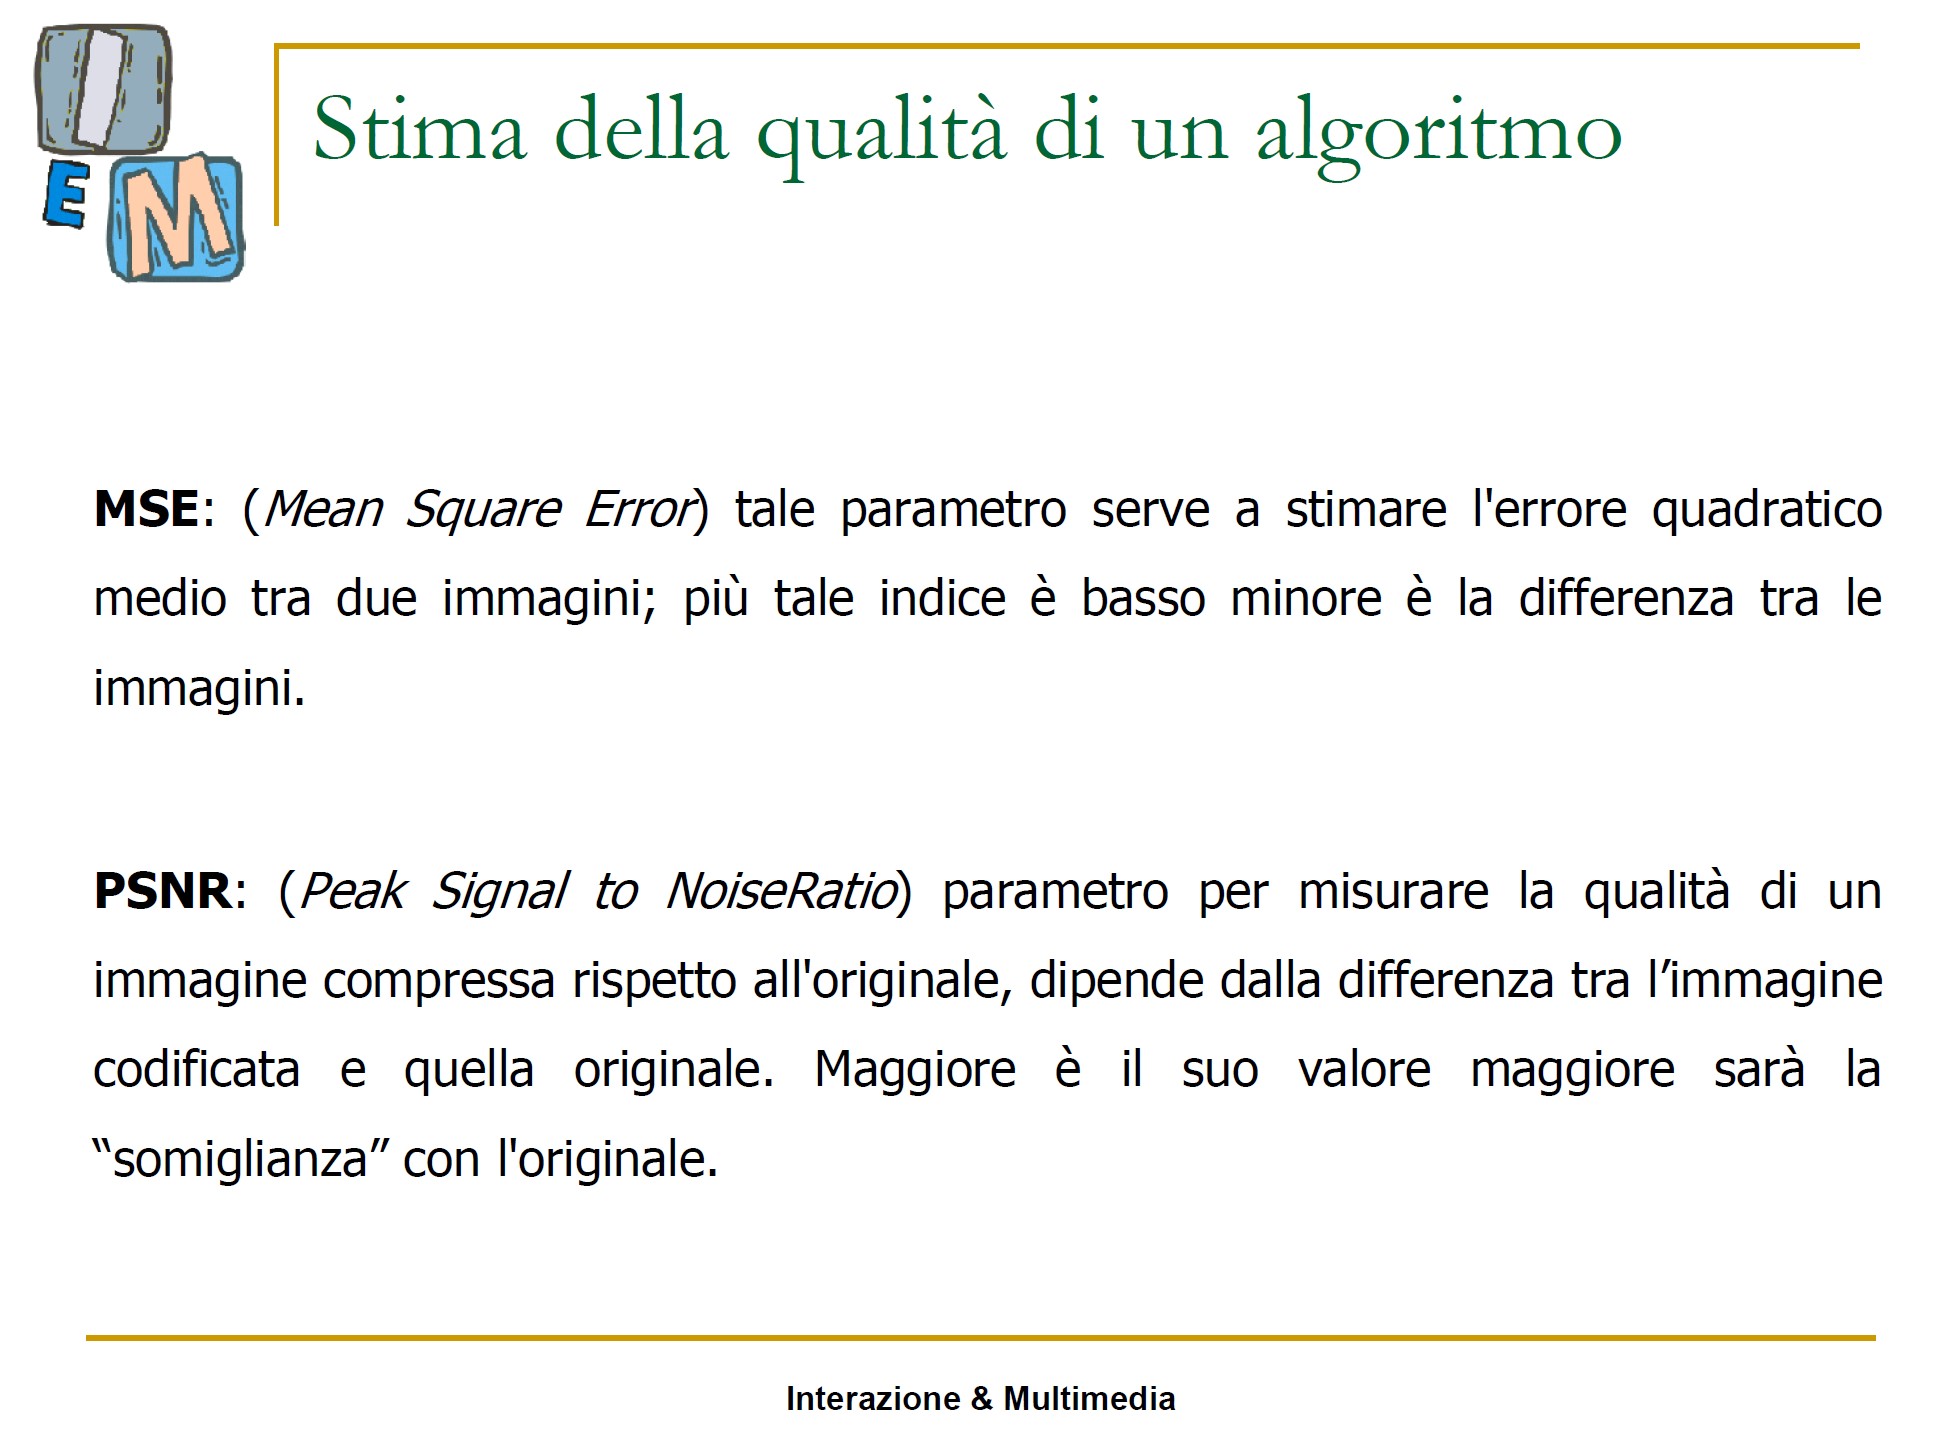 I
E
M
Stima della qualità di un algoritmo
MSE: (Mean Square Error) tale parametro serve a stimare l'errore quadratico
medio tra due immagini; più tale indice è basso minore è la differenza tra le
immagini.
PSNR: (Peak Signal to NoiseRatio) parametro per misurare la qualità di un
immagine compressa rispetto all'originale, dipende dalla differenza tra l’immagine
codificata e quella originale. Maggiore è il suo valore maggiore sarà la
“somiglianza” con l'originale.
Interazione & Multimedia